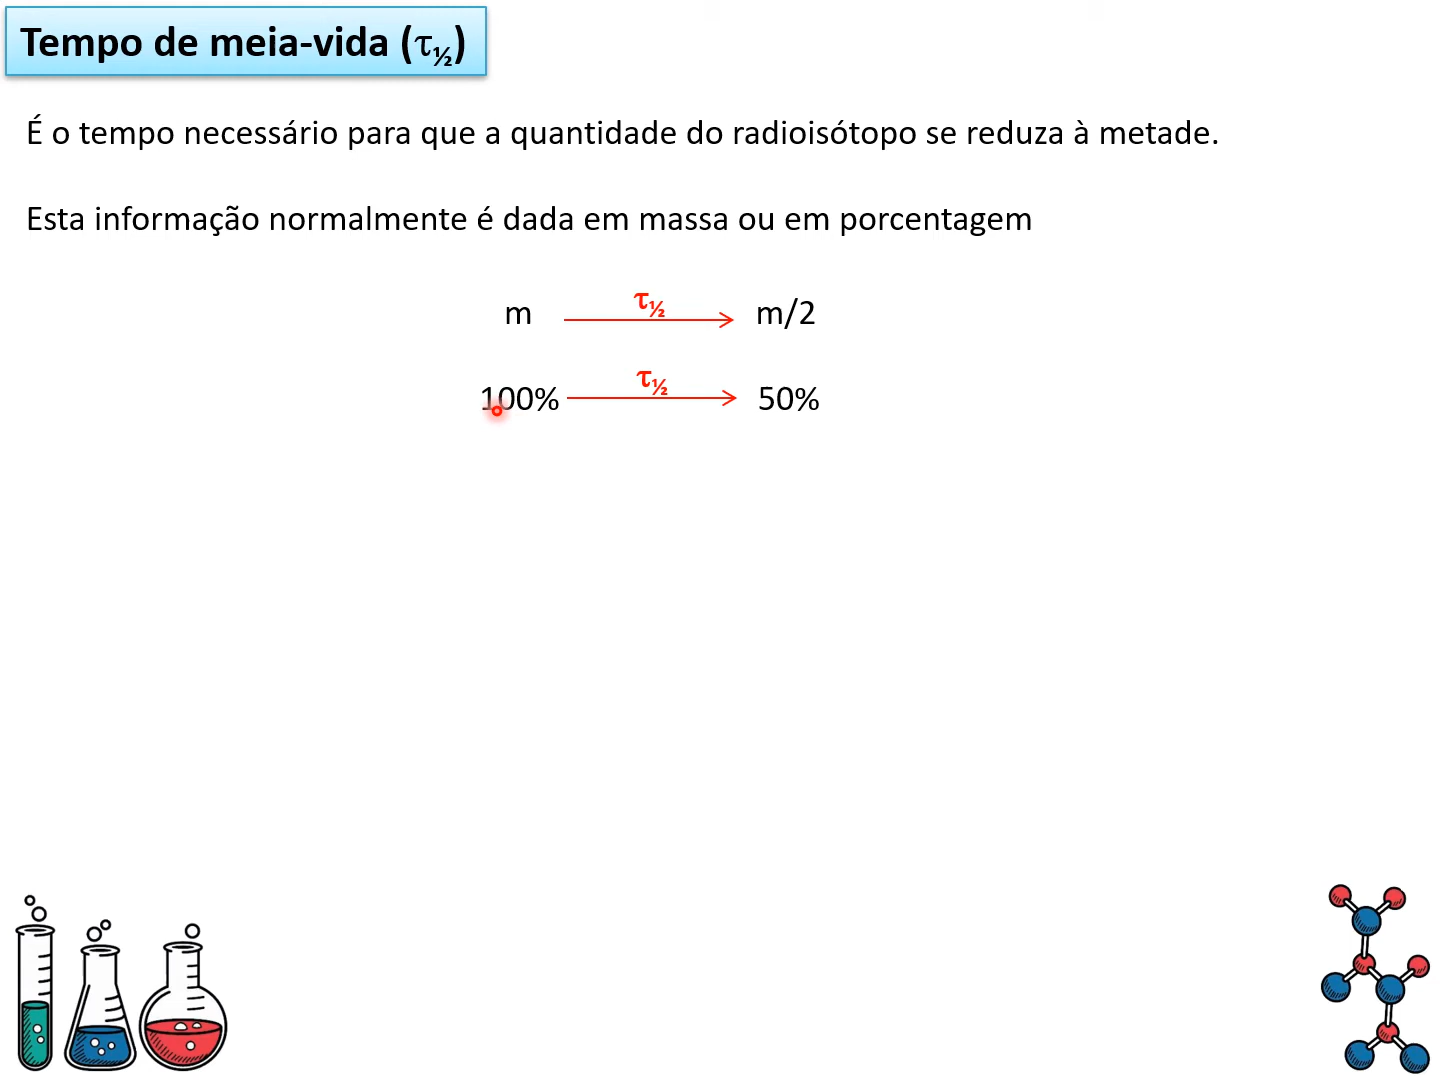 Tempo de meia-vida (τ½)
É o tempo necessário para que a quantidade do radioisótopo se reduza à metade.
Esta informação normalmente é dada em massa ou em porcentagem
m τ½ m/2
100% τ½ 50%